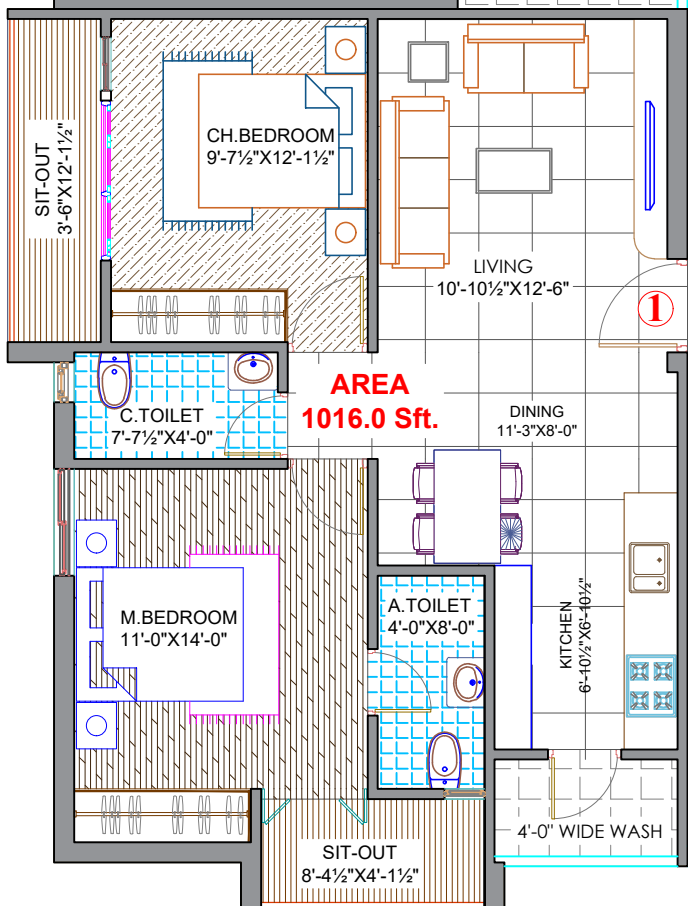 CH.BEDROOM
9'-7½"X12'-1½"
SIT-OUT
3'-6"X12'-1½"
LIVING
10'-10½"X12'-6"
1
AREA
1016.0 Sft.
C.TOILET
7'-7½"X4'-0"
DINING
11'-3"X8'-0"
M.BEDROOM
11'-0"X14'-0"
A.TOILET
4'-0"X8'-0"
KITCHEN
6'-10½"X6'-10½"
4'-0" WIDE WASH
SIT-OUT
8'-4½"X4'-1½"